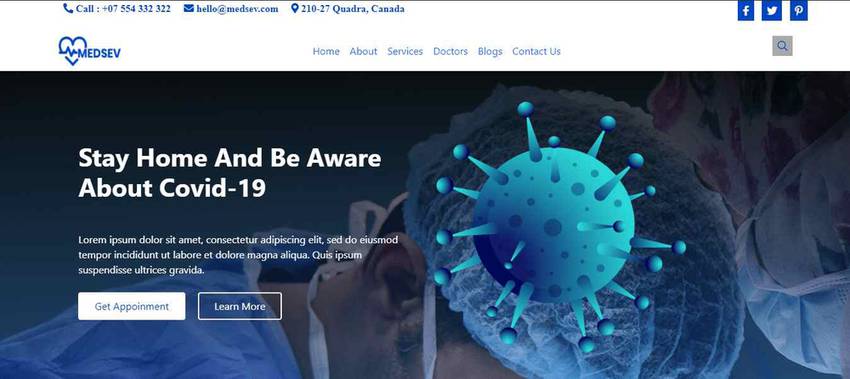 Call : +07 554 332 322 hello@medsev.com 210-27 Quadra, Canada
MEDSEV
Home About Services Doctors Blogs Contact Us
Stay Home And Be Aware
About Covid-19
Lorem ipsum dolor sit amet, consectetur adipiscing elit, sed do eiusmod
tempor incididunt ut labore et dolore magna aliqua. Quis ipsum
suspendisse ultrices gravida.
Get Appoinment Learn More